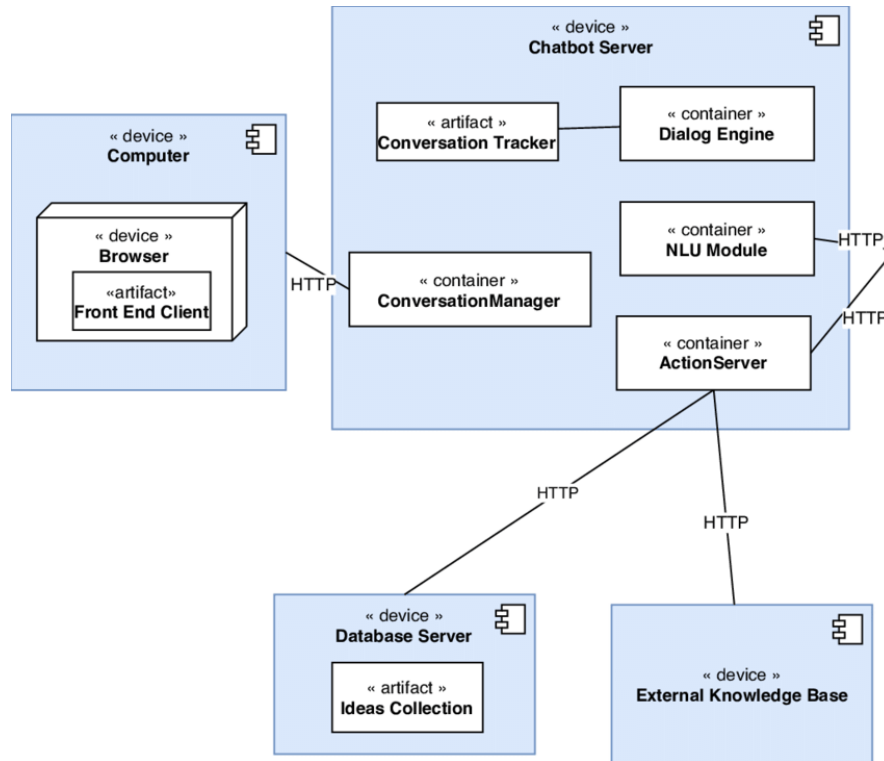 « device »
Chatbot Server
« artifact »
Conversation Tracker
« container »
Dialog Engine
« device »
Computer
« device »
Browser
«artifact»
Front End Client
HTTP
« container »
ConversationManager
« container »
NLU Module
HTTP
HTTP
« container »
ActionServer
HTTP
HTTP
« device »
Database Server
« artifact »
Ideas Collection
« device »
External Knowledge Base